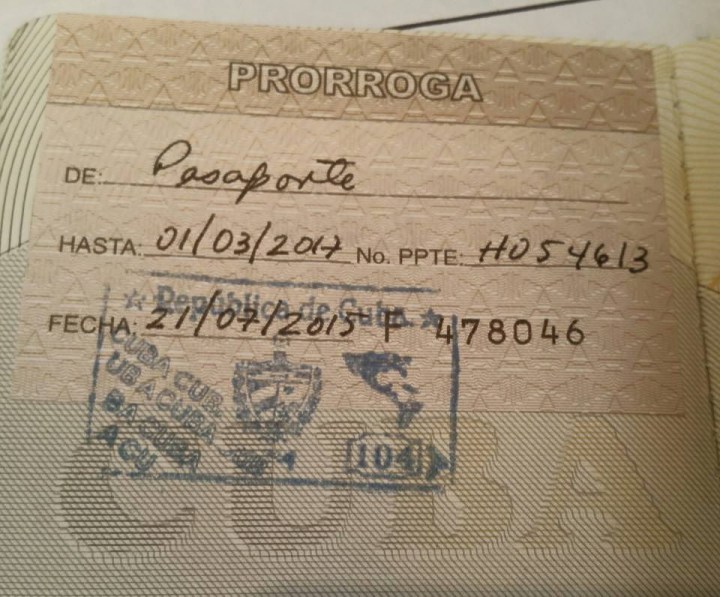 PRORROGA
DE: Pasaporte
HASTA: 01/03/2017 No. PPTE: H054613
FECHA: 21/07/2015 F 478046
República de Cuba
CUBA CUB
UBACUBA
BA CUBA
A CU
104
CUBA